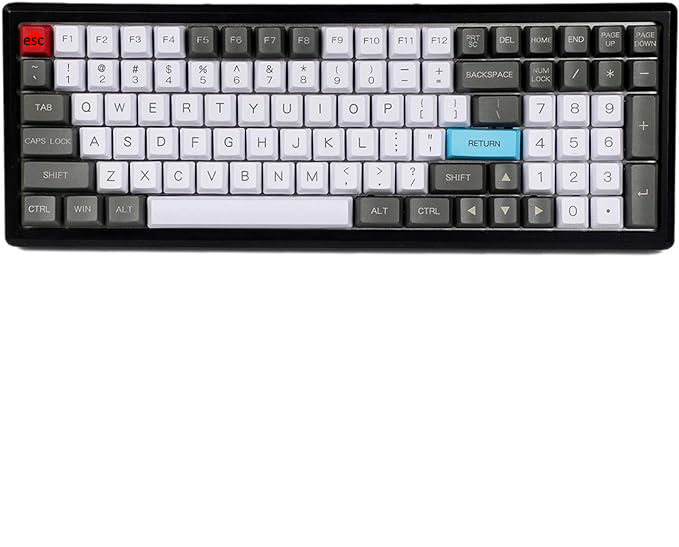 esc F1 F2 F3 F4 F5 F6 F7 F8 F9 F10 F11 F12 PRT SC DEL HOME END PAGE UP PAGE DOWN
~ ` ! 1 @ 2 # 3 $ 4 % 5 ^ 6 & 7 * 8 ( 9 ) 0 — - + = BACKSPACE NUM LOCK / * –
TAB Q W E R T Y U I O P { [ } ] | \ 7 8 9 +
CAPS LOCK A S D F G H J K L : ; " ' RETURN 4 5 6
SHIFT Z X C V B N M < , > . ? / SHIFT ▲ 1 2 3 ↵
CTRL WIN ALT ALT CTRL ◀ ▼ ▶ 0 •